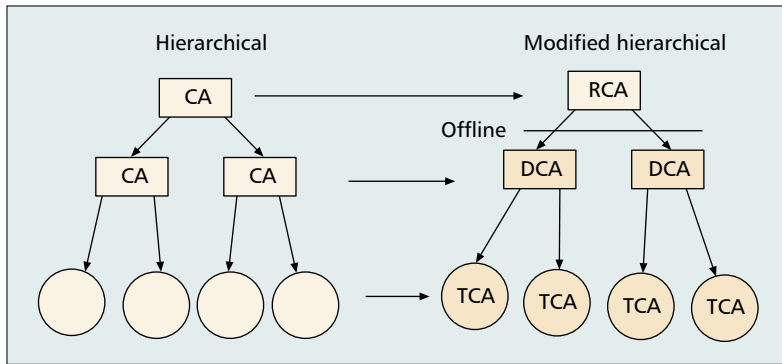 Hierarchical
Modified hierarchical
CA
RCA
Offline
CA
CA
DCA
DCA
TCA
TCA
TCA
TCA